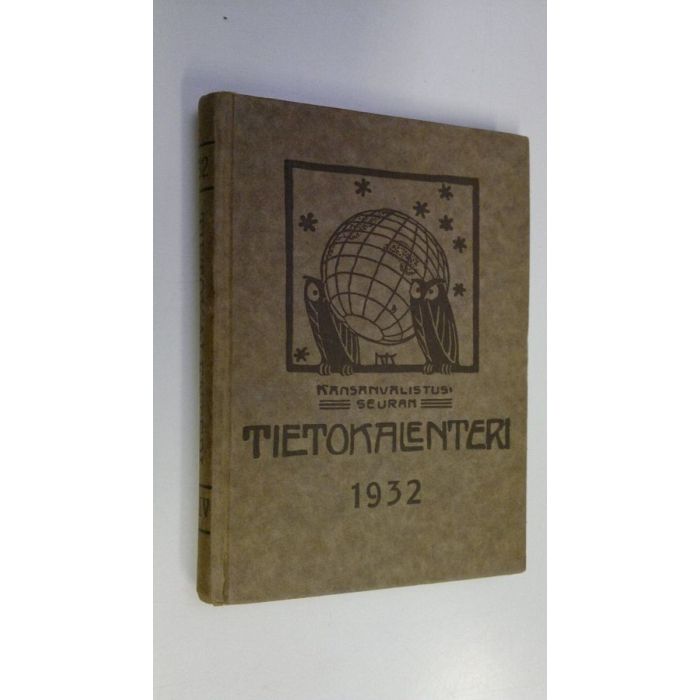 KANSANVALISTUS-
SEURAN
TIETOKALENTERI
1932